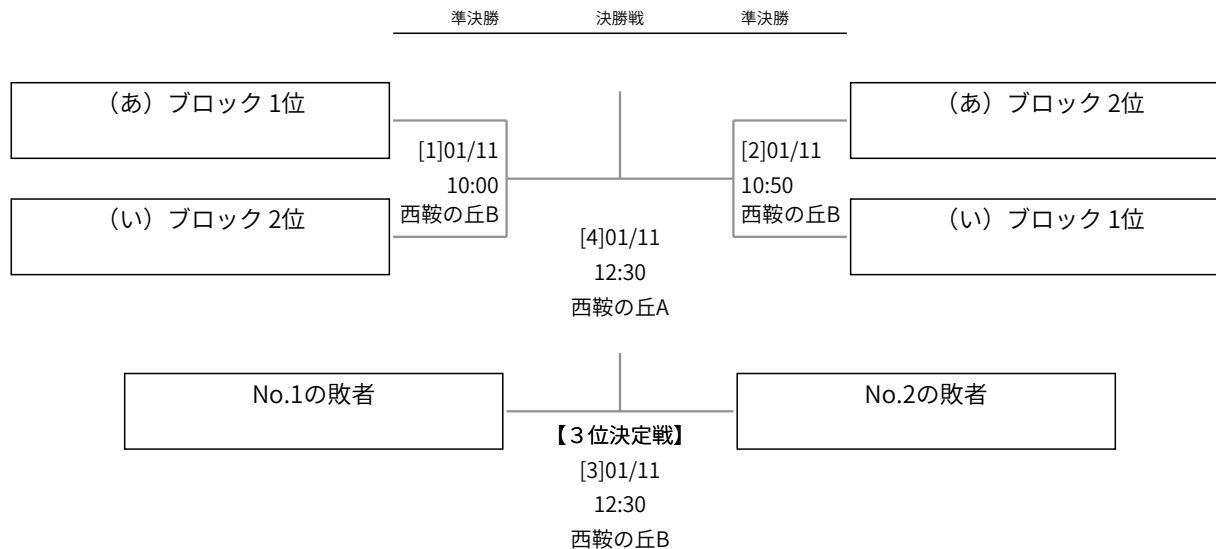 準決勝 決勝戦 準決勝
（あ）ブロック 1位
（あ）ブロック 2位
[1]01/11
10:00
西鞍の丘B
[2]01/11
10:50
西鞍の丘B
（い）ブロック 2位
（い）ブロック 1位
[4]01/11
12:30
西鞍の丘A
No.1の敗者
No.2の敗者
【３位決定戦】
[3]01/11
12:30
西鞍の丘B